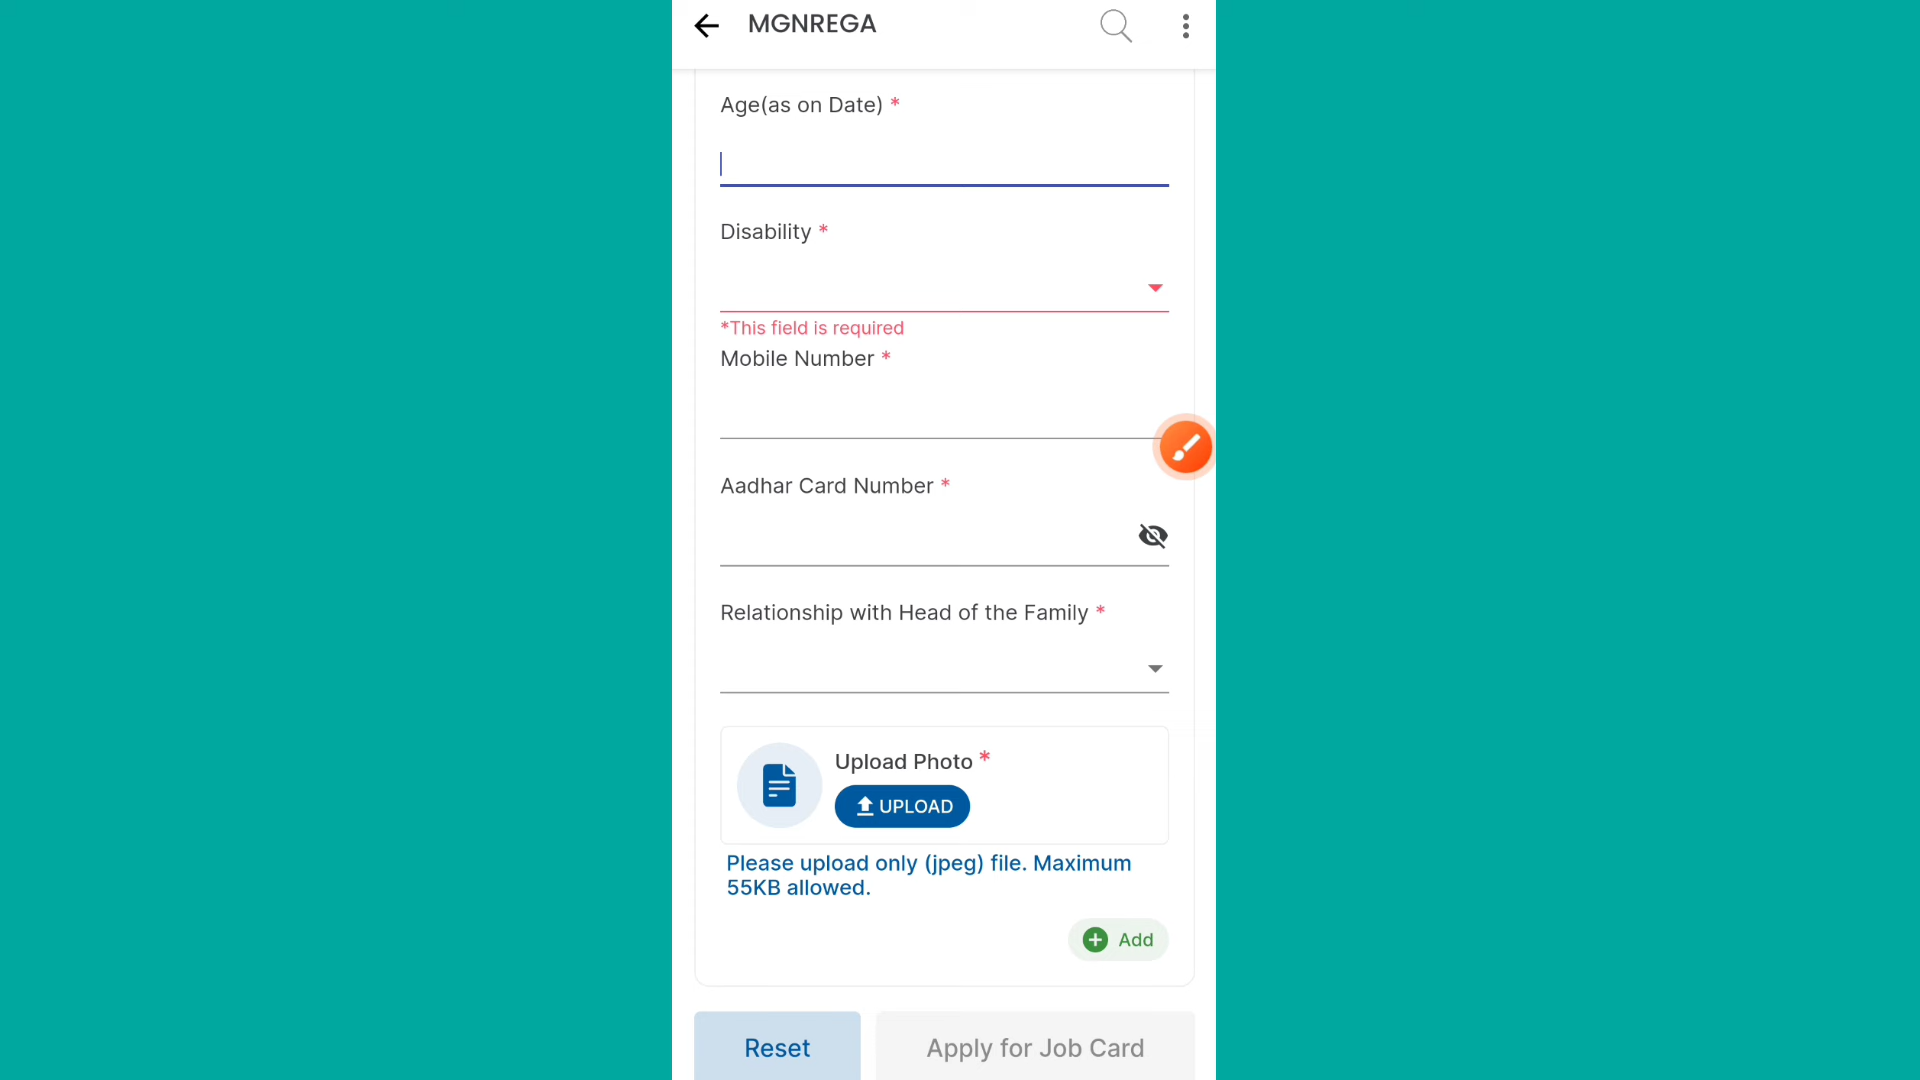 MGNREGA
Age(as on Date) *
Disability *
*This field is required
Mobile Number *
Aadhar Card Number *
Relationship with Head of the Family *
Upload Photo *
UPLOAD
Please upload only (jpeg) file. Maximum
55KB allowed.
Add
Reset
Apply for Job Card